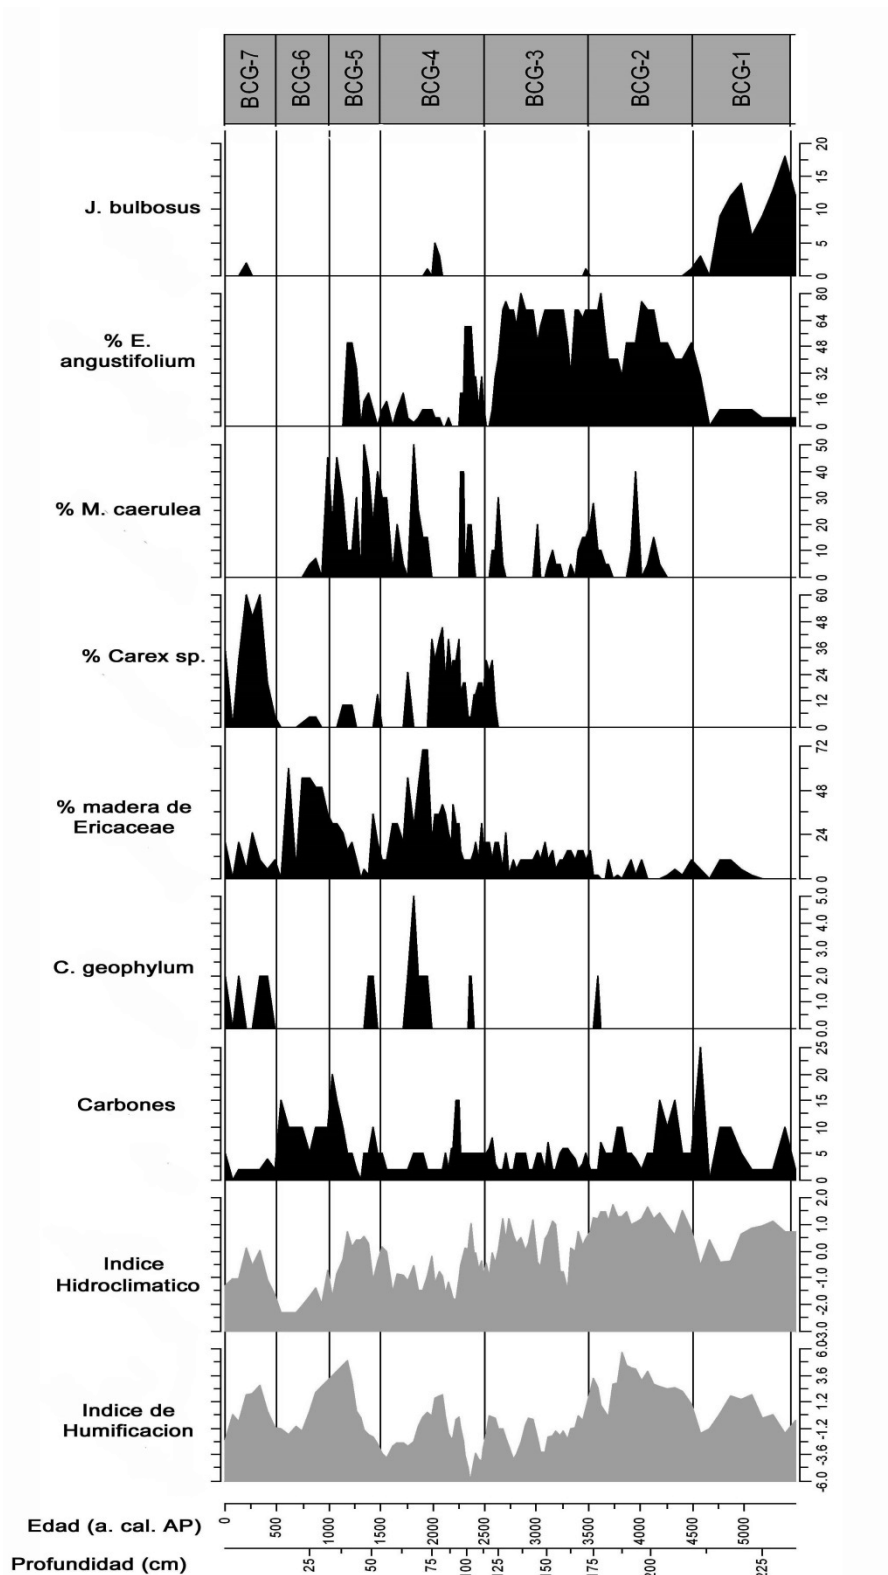 BCG-7 BCG-6 BCG-5 BCG-4 BCG-3 BCG-2 BCG-1
J. bulbosus
0 5 10 15 20
% E.
angustifolium
0 16 32 48 64 80
% M. caerulea
0 10 20 30 40 50
% Carex sp.
0 12 24 36 48 60
% madera de
Ericaceae
0 24 48 72
C. geophylum
0.0 1.0 2.0 3.0 4.0 5.0
Carbones
0 5 10 15 20 25
Indice
Hidroclimatico
-3.0 -2.0 -1.0 0.0 1.0 2.0
Indice de
Humificacion
-6.0 -3.6 -1.2 1.2 3.6 6.0
Edad (a. cal. AP)
0 500 1000 1500 2000 2500 3000 3500 4000 4500 5000
Profundidad (cm)
25 50 75 100 125 150 175 200 225